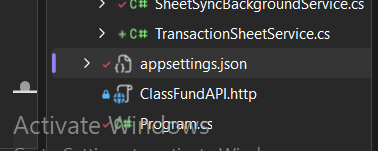 C# SheetSyncBackgroundService.cs
C# TransactionSheetService.cs
appsettings.json
ClassFundAPI.http
Activate Windows
Program.cs